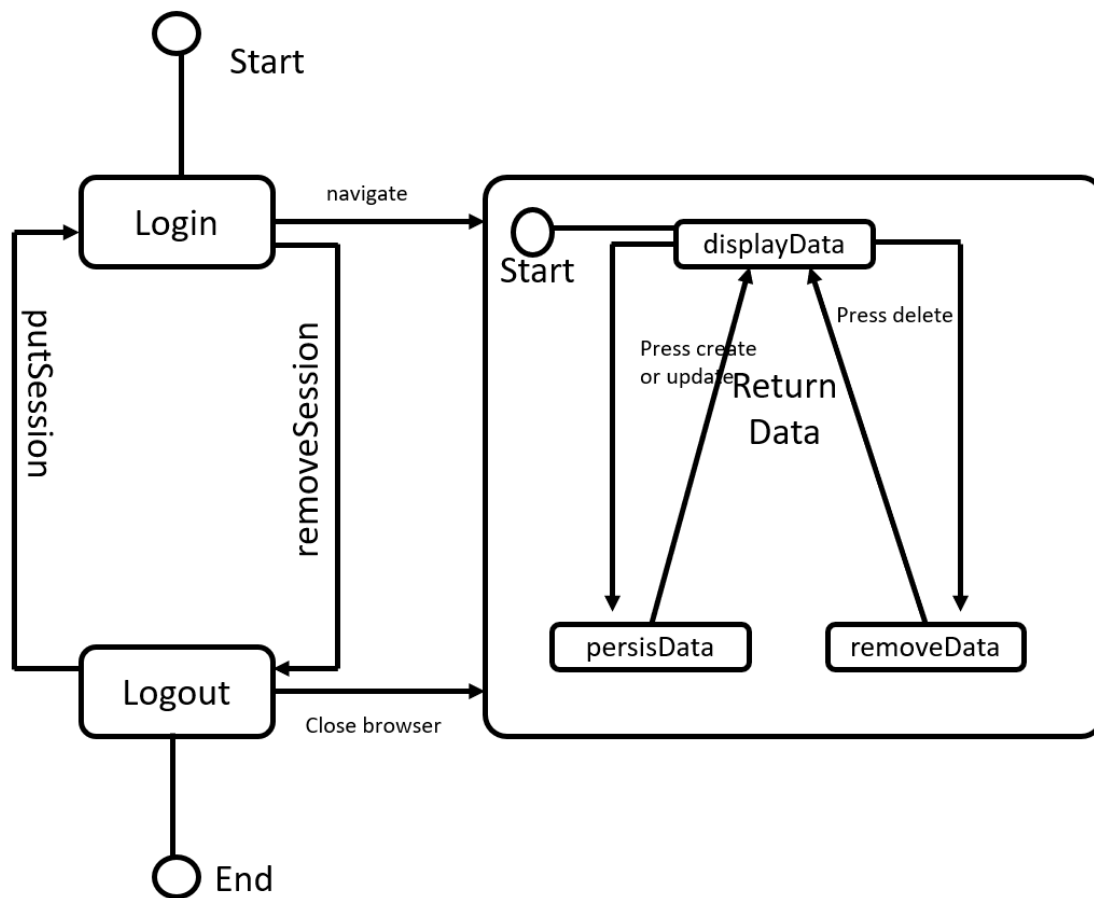 Start
Login
navigate
displayData
Start
putSession
removeSession
Press delete
Press create
or update
Return
Data
persisData
removeData
Logout
Close browser
End